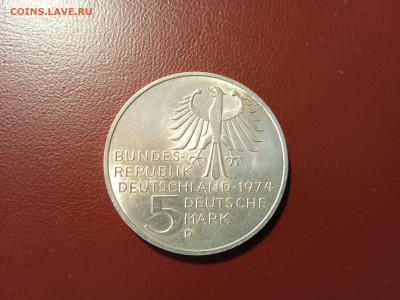 COINS.LAVE.RU
BUNDES-
REPUBLIK
DEUTSCHLAND · 1974
5 DEUTSCHE
MARK
D